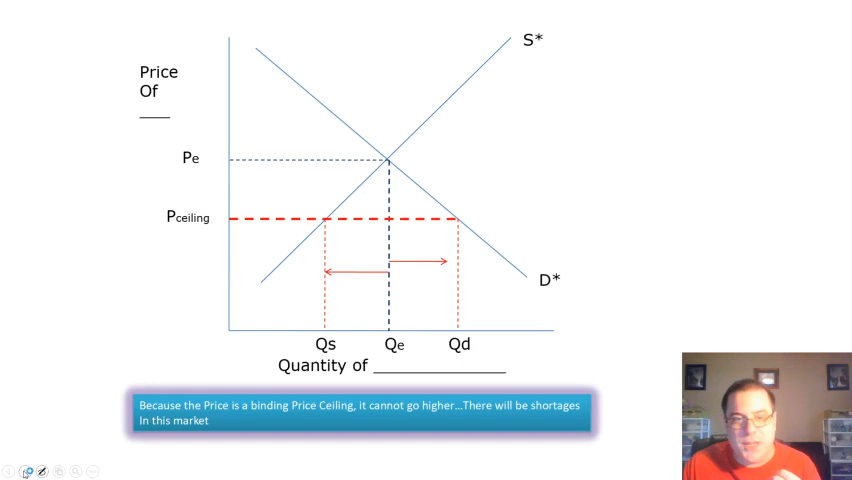 S*
Price
Of
___
Pe
Pceiling
D*
Qs Qe Qd
Quantity of _______________
Because the Price is a binding Price Ceiling, it cannot go higher…There will be shortages
In this market